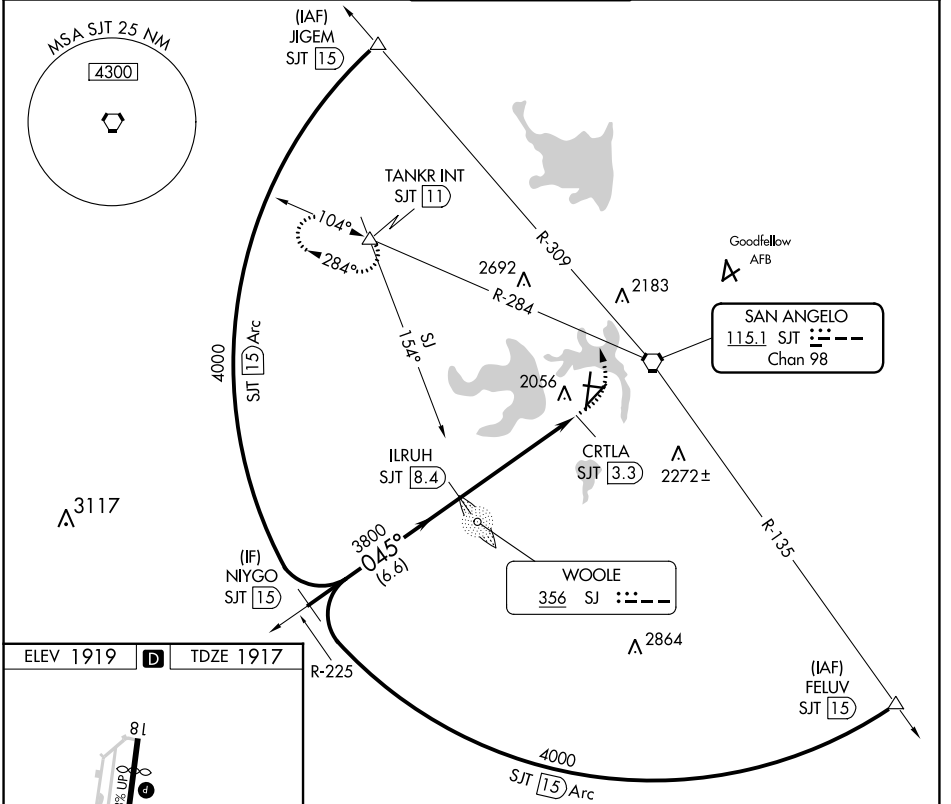 MSA SJT 25 NM
4300
(IAF)
JIGEM
SJT 15
TANKR INT
SJT 11
104°
284°
R-309
Goodfellow
AFB
2692
R-284
2183
SAN ANGELO
115.1 SJT
Chan 98
4000
SJT 15 Arc
SJ
154°
2056
ILRUH
SJT 8.4
CRTLA
SJT 3.3
2272±
3117
R-135
3800
045°
(6.6)
(IF)
NIYGO
SJT 15
WOOLE
356 SJ
2864
R-225
(IAF)
FELUV
SJT 15
4000
SJT 15 Arc
ELEV 1919 D TDZE 1917
18
% UP
P